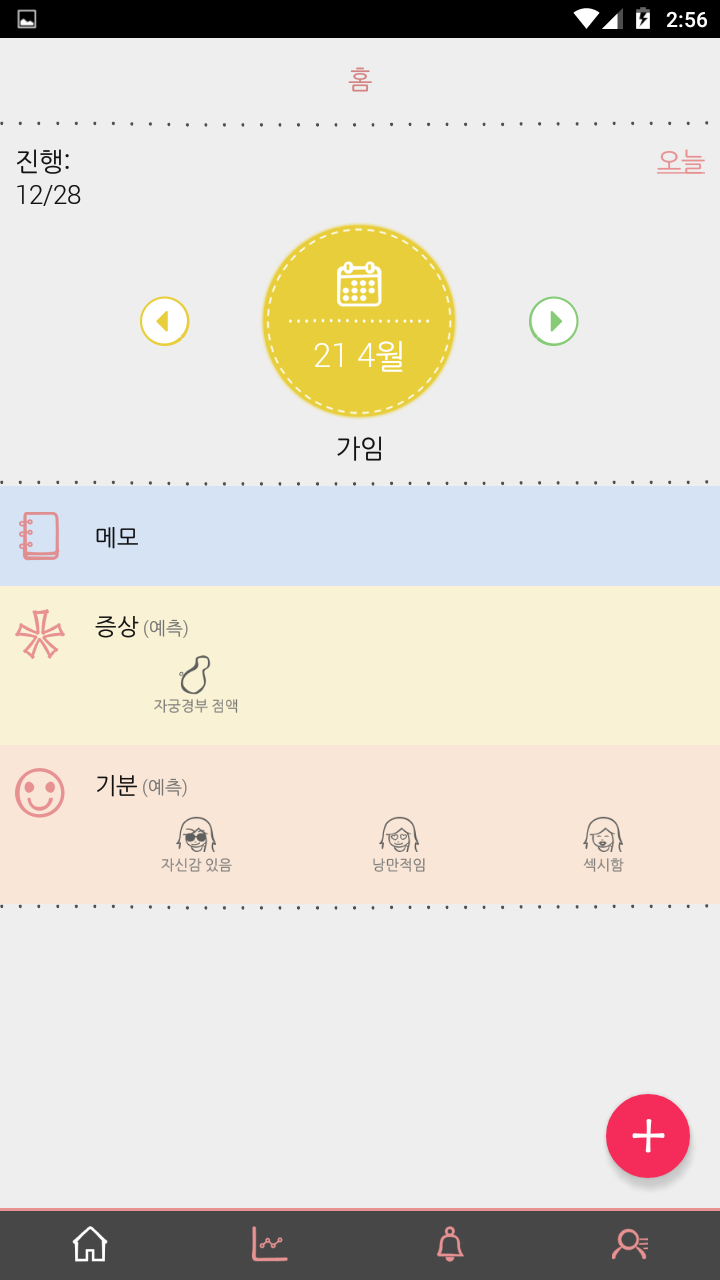 2:56
홈
진행:
오늘
12/28
21 4월
가임
메모
증상 (예측)
자궁경부 점액
기분 (예측)
자신감 있음
낭만적임
섹시함